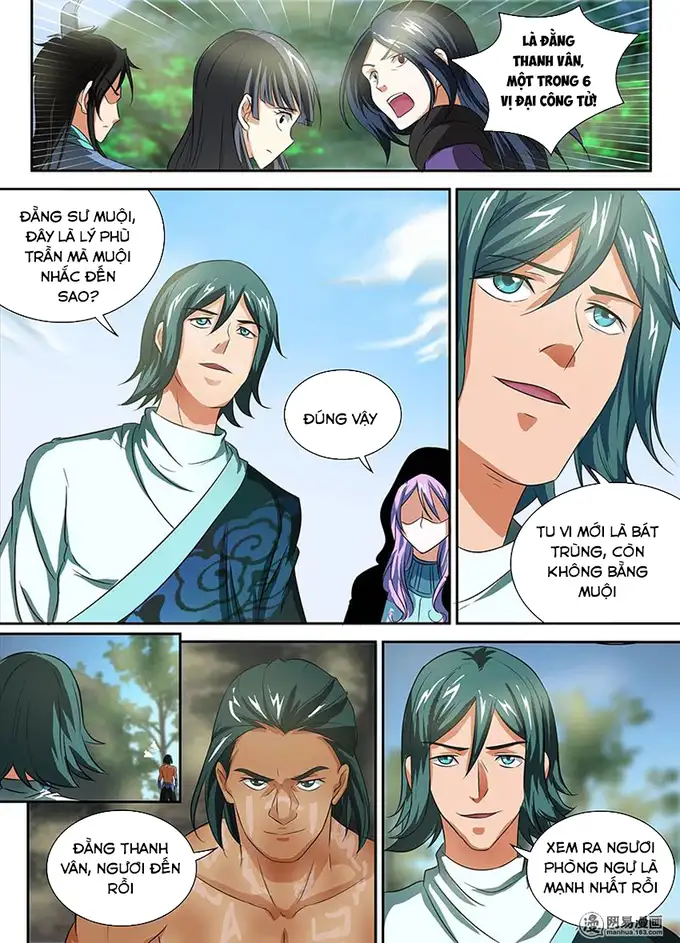 LÀ ĐẰNG
THANH VÂN,
MỘT TRONG 6
VỊ ĐẠI CÔNG TỬ!
ĐẰNG SƯ MUỘI,
ĐÂY LÀ LÝ PHÙ
TRẦN MÀ MUỘI
NHẮC ĐẾN
SAO?
ĐÚNG VẬY
TU VI MỚI LÀ BÁT
TRÙNG, CÒN
KHÔNG BẰNG
MUỘI
ĐẰNG THANH
VÂN, NGƯƠI ĐẾN
RỒI
XEM RA NGƯƠI
PHÒNG NGỰ LÀ
MẠNH NHẤT RỒI
网易漫画
manhua.163.com